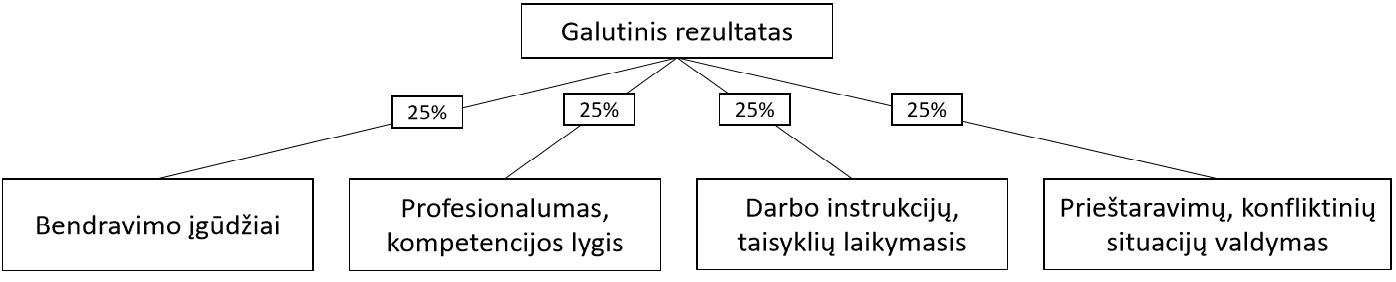 Galutinis rezultatas
25%
25%
25%
25%
Bendravimo įgūdžiai
Profesionalumas,
kompetencijos lygis
Darbo instrukcijų,
taisyklių laikymasis
Prieštaravimų, konfliktinių
situacijų valdymas